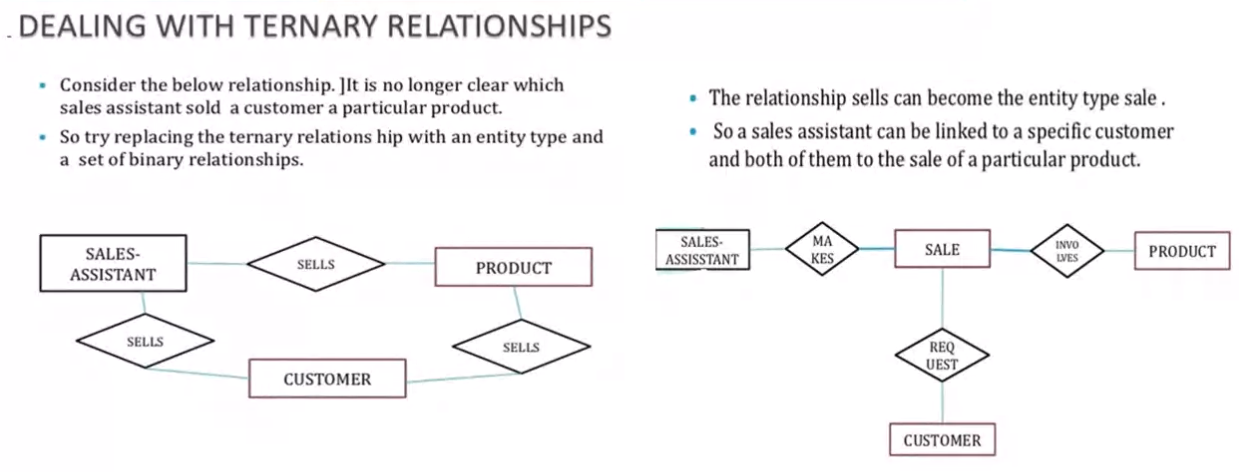 . DEALING WITH TERNARY RELATIONSHIPS
• Consider the below relationship. ]It is no longer clear which
sales assistant sold a customer a particular product.
• So try replacing the ternary relations hip with an entity type and
a set of binary relationships.
SALES-
ASSISTANT
SELLS
PRODUCT
SELLS
SELLS
CUSTOMER
• The relationship sells can become the entity type sale .
• So a sales assistant can be linked to a specific customer
and both of them to the sale of a particular product.
SALES-
ASSISSTANT
MA
KES
SALE
INVO
LVES
PRODUCT
REQ
UEST
CUSTOMER